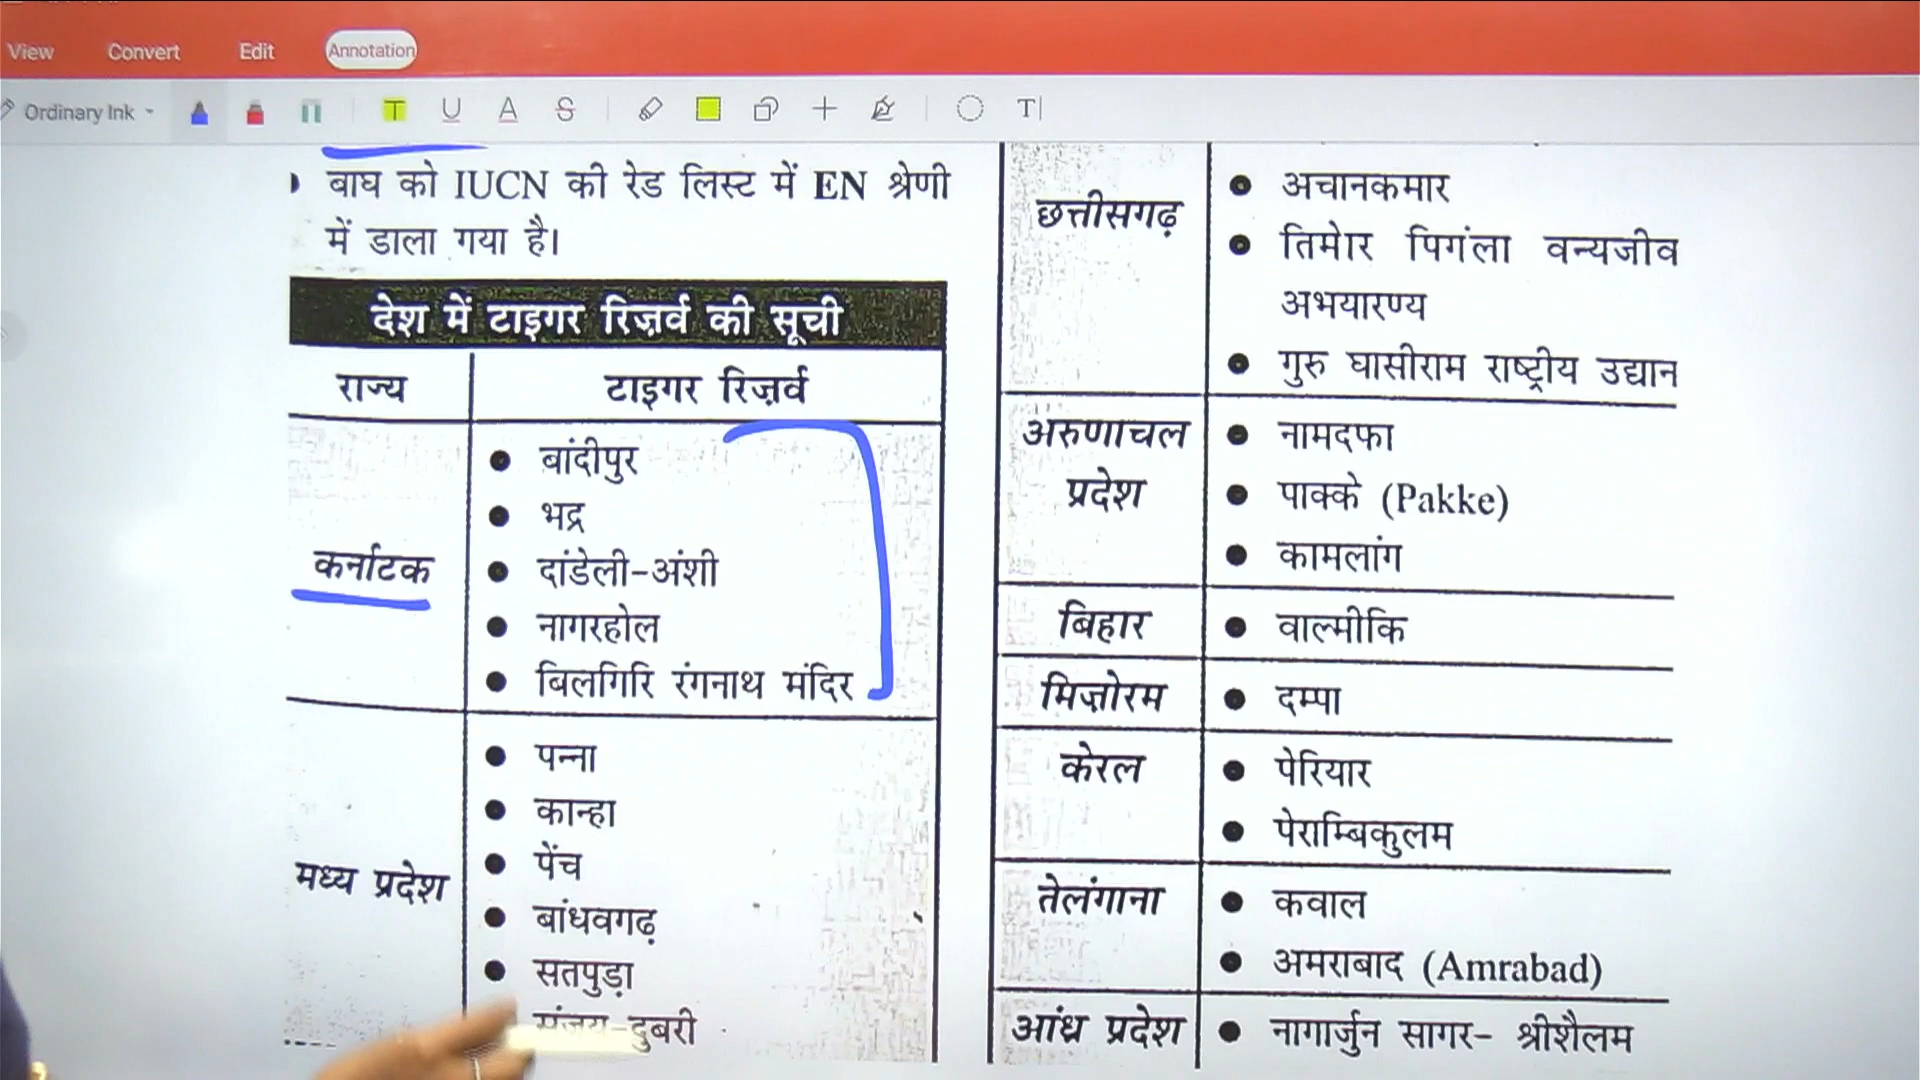 View Convert Edit Annotation
Ordinary Ink
बाघ को IUCN की रेड लिस्ट में EN श्रेणी
में डाला गया है।
देश में टाइगर रिज़र्व की सूची
राज्य टाइगर रिज़र्व
कर्नाटक
बांदीपुर
भद्र
दांडेली-अंशी
नागरहोल
बिलगिरि रंगनाथ मंदिर
मध्य प्रदेश
पन्ना
कान्हा
पेंच
बांधवगढ़
सतपुड़ा
संजय-दुबरी
छत्तीसगढ़
अचानकमार
तिमोर पिगंला वन्यजीव
अभयारण्य
गुरु घासीराम राष्ट्रीय उद्यान
अरुणाचल
प्रदेश
नामदफा
पाक्के (Pakke)
कामलांग
बिहार
वाल्मीकि
मिज़ोरम
दम्पा
केरल
पेरियार
पेराम्बिकुलम
तेलंगाना
कवाल
अमराबाद (Amrabad)
आंध्र प्रदेश
नागार्जुन सागर- श्रीशैलम